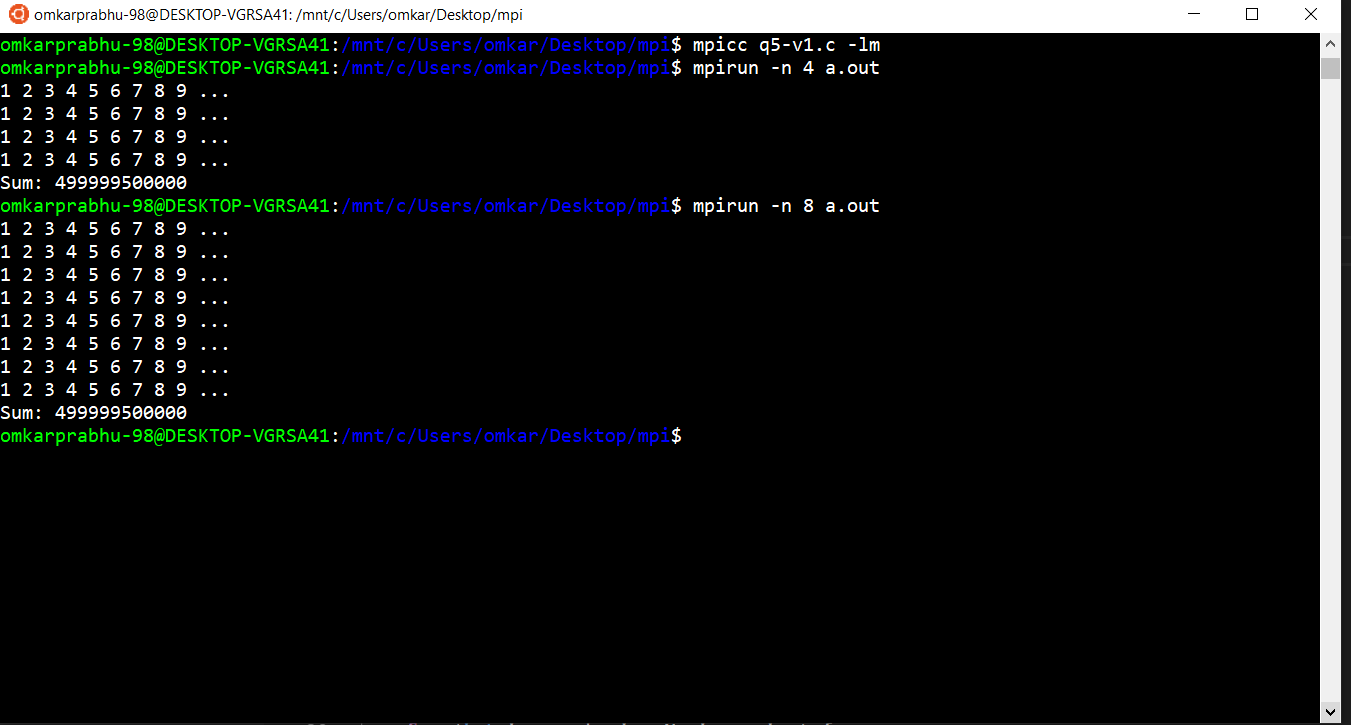 omkarprabhu-98@DESKTOP-VGRSA41: /mnt/c/Users/omkar/Desktop/mpi
omkarprabhu-98@DESKTOP-VGRSA41:/mnt/c/Users/omkar/Desktop/mpi$ mpicc q5-v1.c -lm
omkarprabhu-98@DESKTOP-VGRSA41:/mnt/c/Users/omkar/Desktop/mpi$ mpirun -n 4 a.out
1 2 3 4 5 6 7 8 9 ...
1 2 3 4 5 6 7 8 9 ...
1 2 3 4 5 6 7 8 9 ...
1 2 3 4 5 6 7 8 9 ...
Sum: 499999500000
omkarprabhu-98@DESKTOP-VGRSA41:/mnt/c/Users/omkar/Desktop/mpi$ mpirun -n 8 a.out
1 2 3 4 5 6 7 8 9 ...
1 2 3 4 5 6 7 8 9 ...
1 2 3 4 5 6 7 8 9 ...
1 2 3 4 5 6 7 8 9 ...
1 2 3 4 5 6 7 8 9 ...
1 2 3 4 5 6 7 8 9 ...
1 2 3 4 5 6 7 8 9 ...
1 2 3 4 5 6 7 8 9 ...
Sum: 499999500000
omkarprabhu-98@DESKTOP-VGRSA41:/mnt/c/Users/omkar/Desktop/mpi$